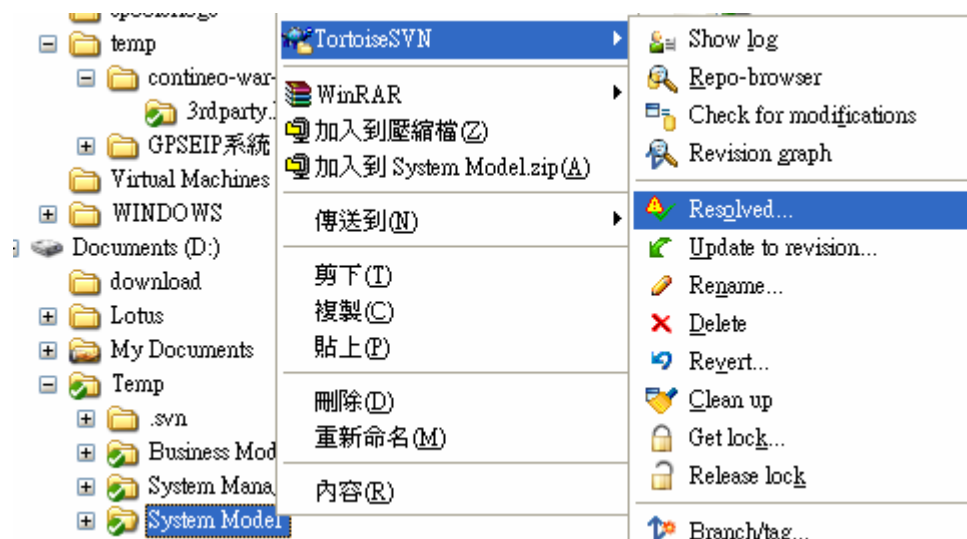 temp
contineo-war-
3rdparty.
GPSEIP系統
Virtual Machines
WINDOWS
Documents (D:)
download
Lotus
My Documents
Temp
.svn
Business Mod
System Mana
System Model
TortoiseSVN
WinRAR
加入到壓縮檔(Z)
加入到 System Model.zip(A)
傳送到(N)
剪下(T)
複製(C)
貼上(P)
刪除(D)
重新命名(M)
內容(R)
Show log
Repo-browser
Check for modifications
Revision graph
Resolved...
Update to revision...
Rename...
Delete
Revert...
Clean up
Get lock...
Release lock
Branch/tag...